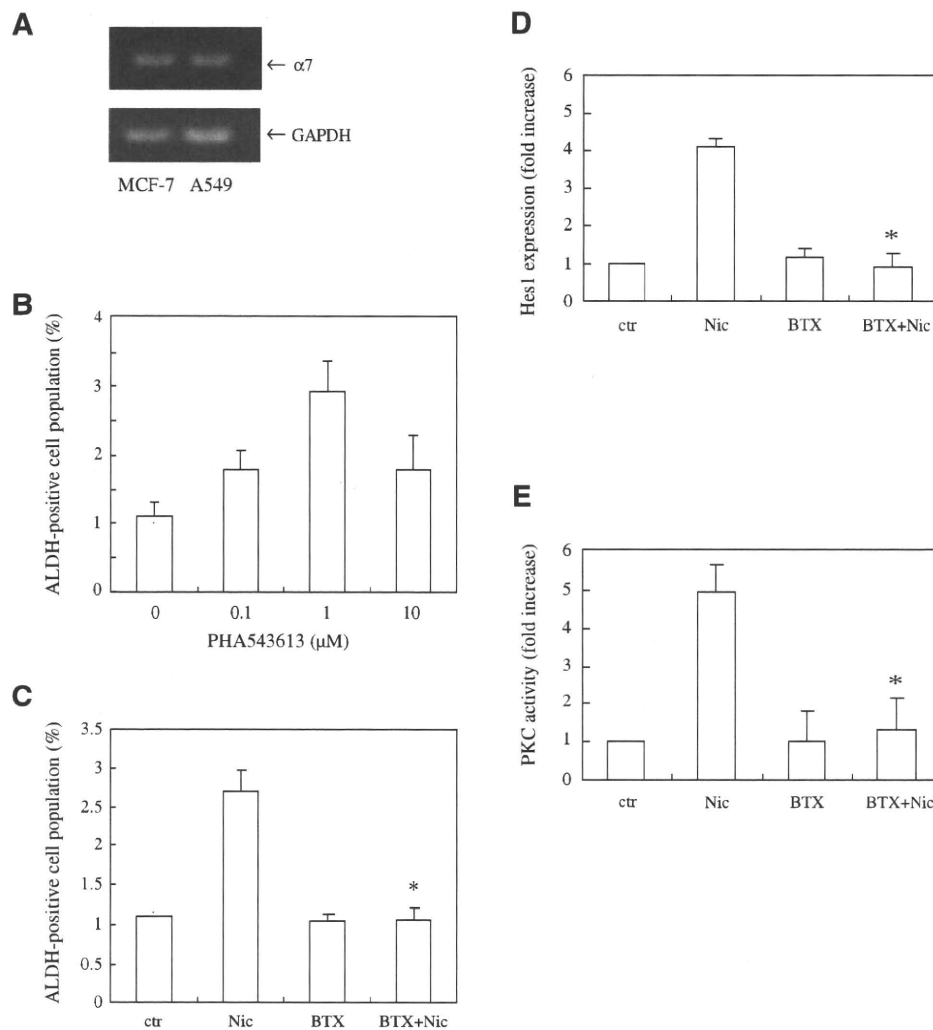 A
← α7
← GAPDH
MCF-7 A549
B
ALDH-positive cell population (%)
4
3
2
1
0
0 0.1 1 10
PHA543613 (µM)
C
ALDH-positive cell population (%)
3.5
3
2.5
2
1.5
1
0.5
0
ctr Nic BTX BTX+Nic
*
D
Hes1 expression (fold increase)
6
5
4
3
2
1
0
ctr Nic BTX BTX+Nic
*
E
PKC activity (fold increase)
6
5
4
3
2
1
0
ctr Nic BTX BTX+Nic
*